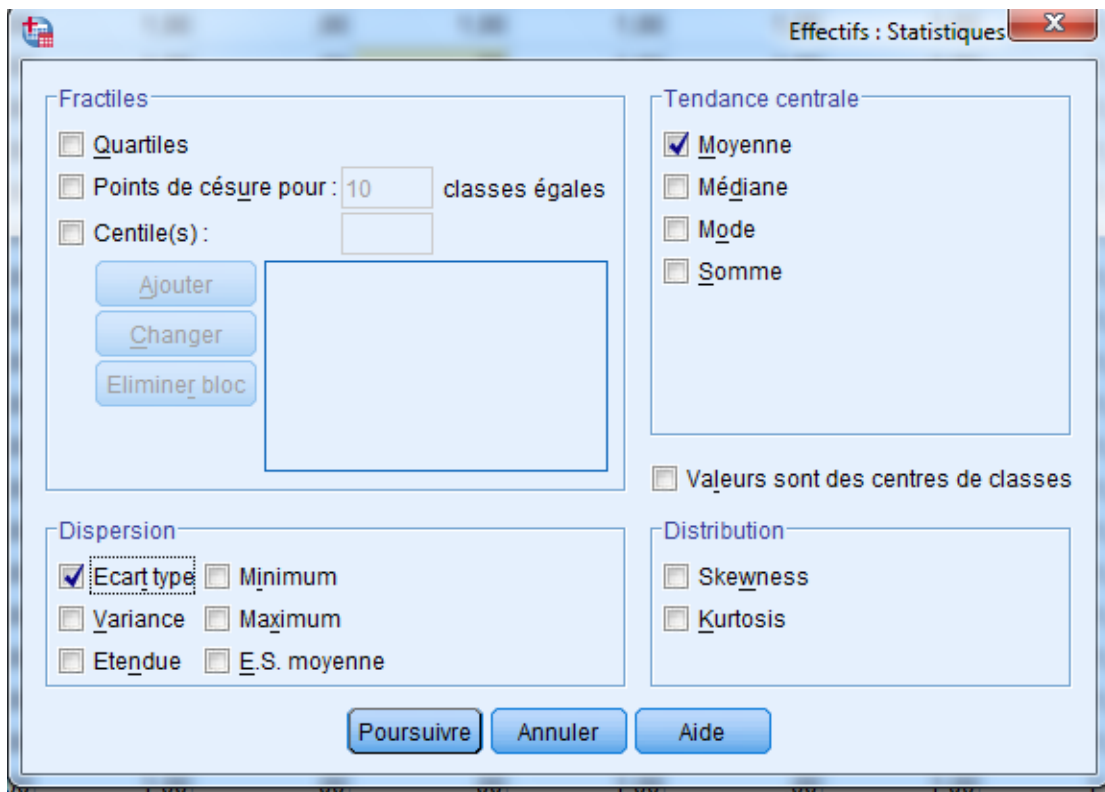 Effectifs : Statistiques
Fractiles
Quartiles
Points de césure pour : 10 classes égales
Centile(s) :
Ajouter
Changer
Eliminer bloc
Tendance centrale
Moyenne
Médiane
Mode
Somme
Valeurs sont des centres de classes
Dispersion
Ecart type Minimum
Variance Maximum
Etendue E.S. moyenne
Distribution
Skewness
Kurtosis
Poursuivre Annuler Aide